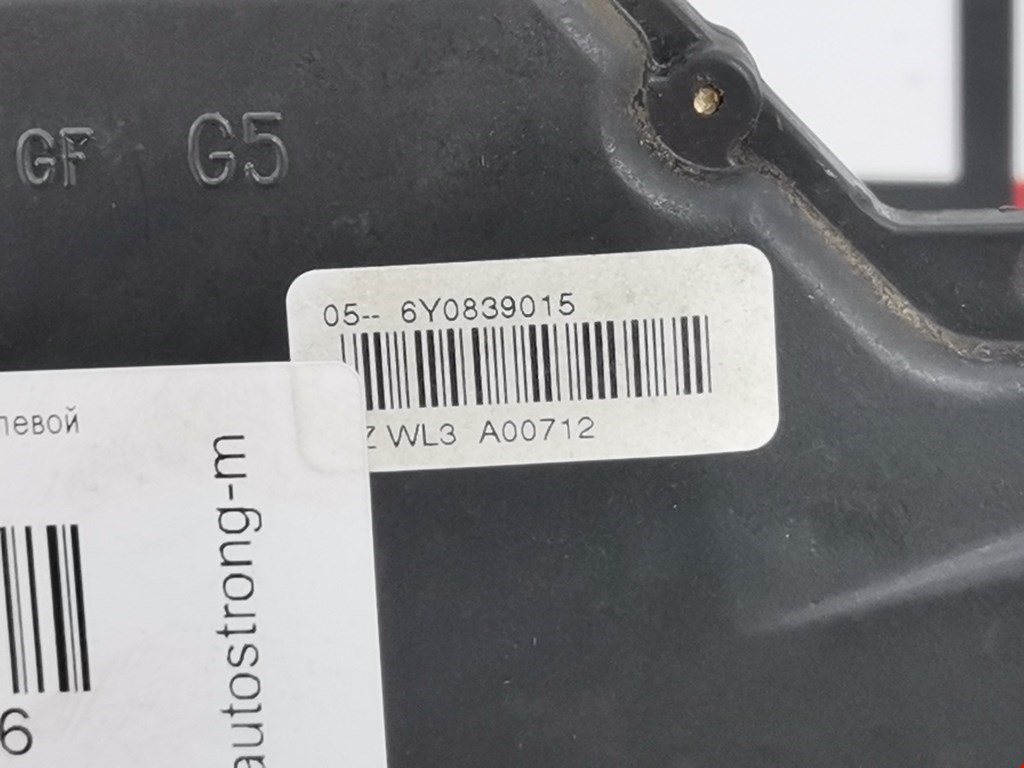 GF G5
05-- 6Y0839015
Z WL3 A00712
левой
autostrong-m
6